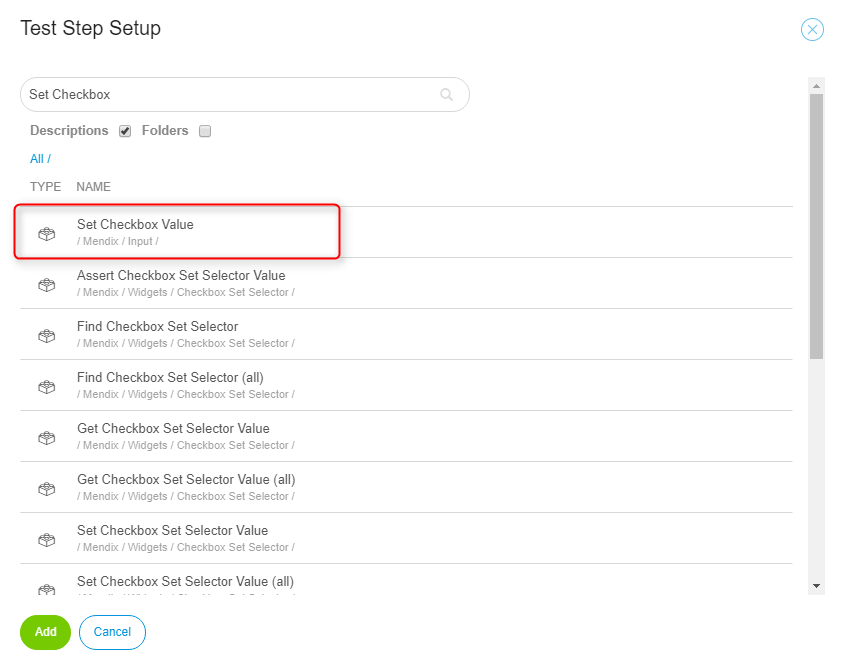 Test Step Setup
Set Checkbox
Descriptions Folders
All /
TYPE NAME
Set Checkbox Value
/ Mendix / Input /
Assert Checkbox Set Selector Value
/ Mendix / Widgets / Checkbox Set Selector /
Find Checkbox Set Selector
/ Mendix / Widgets / Checkbox Set Selector /
Find Checkbox Set Selector (all)
/ Mendix / Widgets / Checkbox Set Selector /
Get Checkbox Set Selector Value
/ Mendix / Widgets / Checkbox Set Selector /
Get Checkbox Set Selector Value (all)
/ Mendix / Widgets / Checkbox Set Selector /
Set Checkbox Set Selector Value
/ Mendix / Widgets / Checkbox Set Selector /
Set Checkbox Set Selector Value (all)
Add Cancel